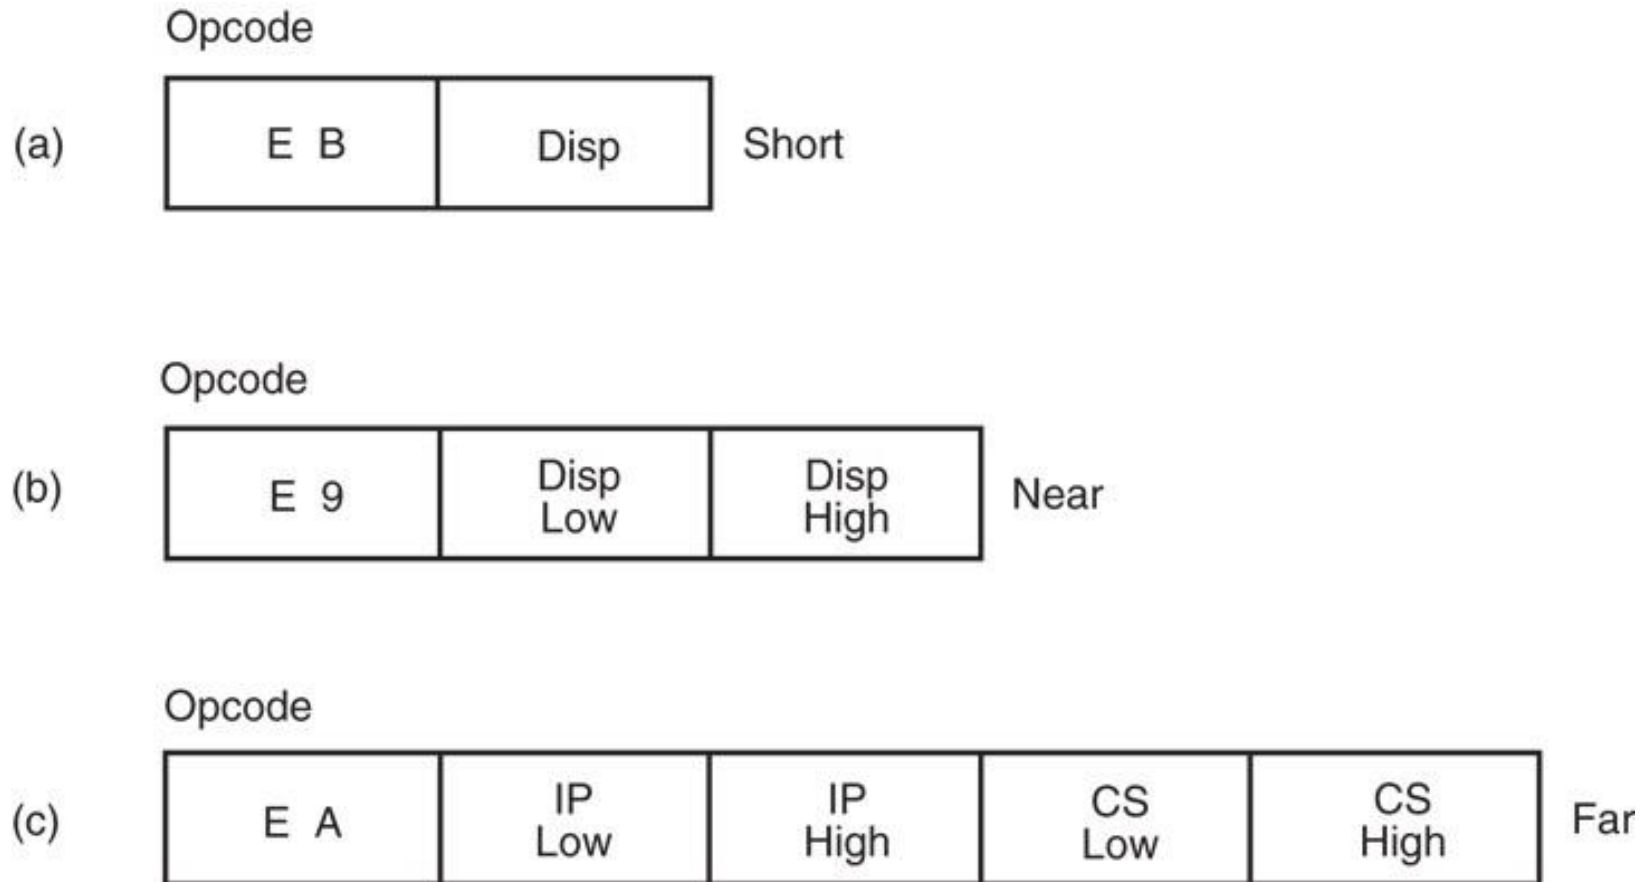 Opcode
(a) E B Disp Short
Opcode
(b) E 9 Disp Low Disp High Near
Opcode
(c) E A IP Low IP High CS Low CS High Far